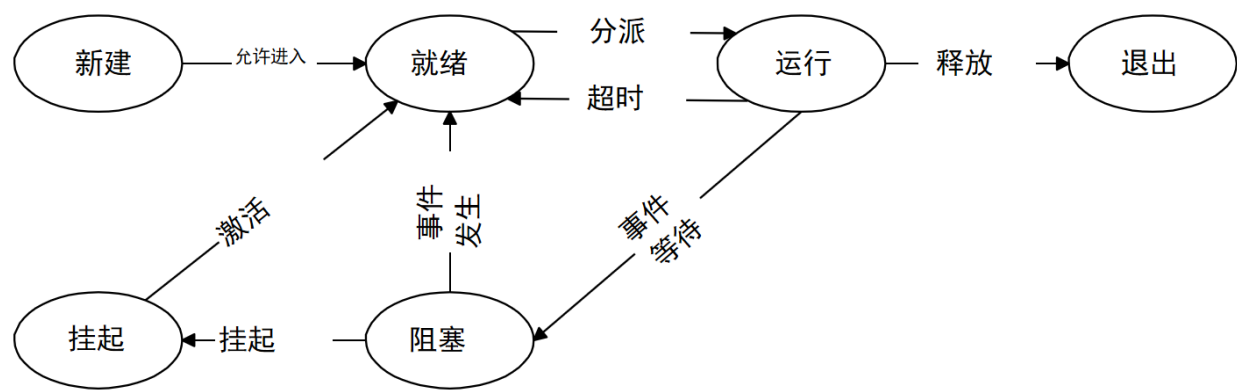 新建
允许进入
就绪
分派
运行
释放
退出
超时
激活
事件
发生
事件
等待
挂起
挂起
阻塞